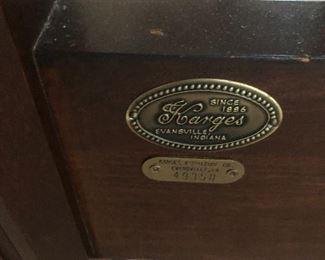 SINCE
1886
Karges
EVANSVILLE
INDIANA
KARGES FURNITURE CO.
EVANSVILLE, IN